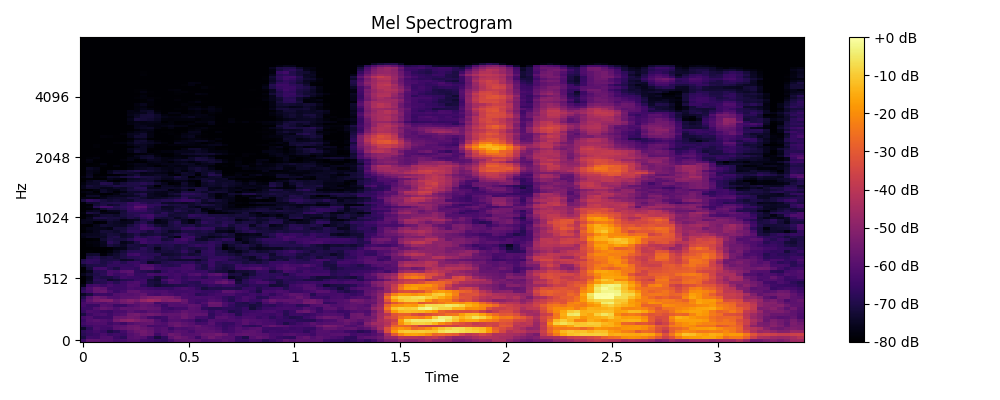 Mel Spectrogram
+0 dB
-10 dB
-20 dB
-30 dB
-40 dB
-50 dB
-60 dB
-70 dB
-80 dB
Hz
4096
2048
1024
512
0
0
0.5
1
1.5
2
2.5
3
Time